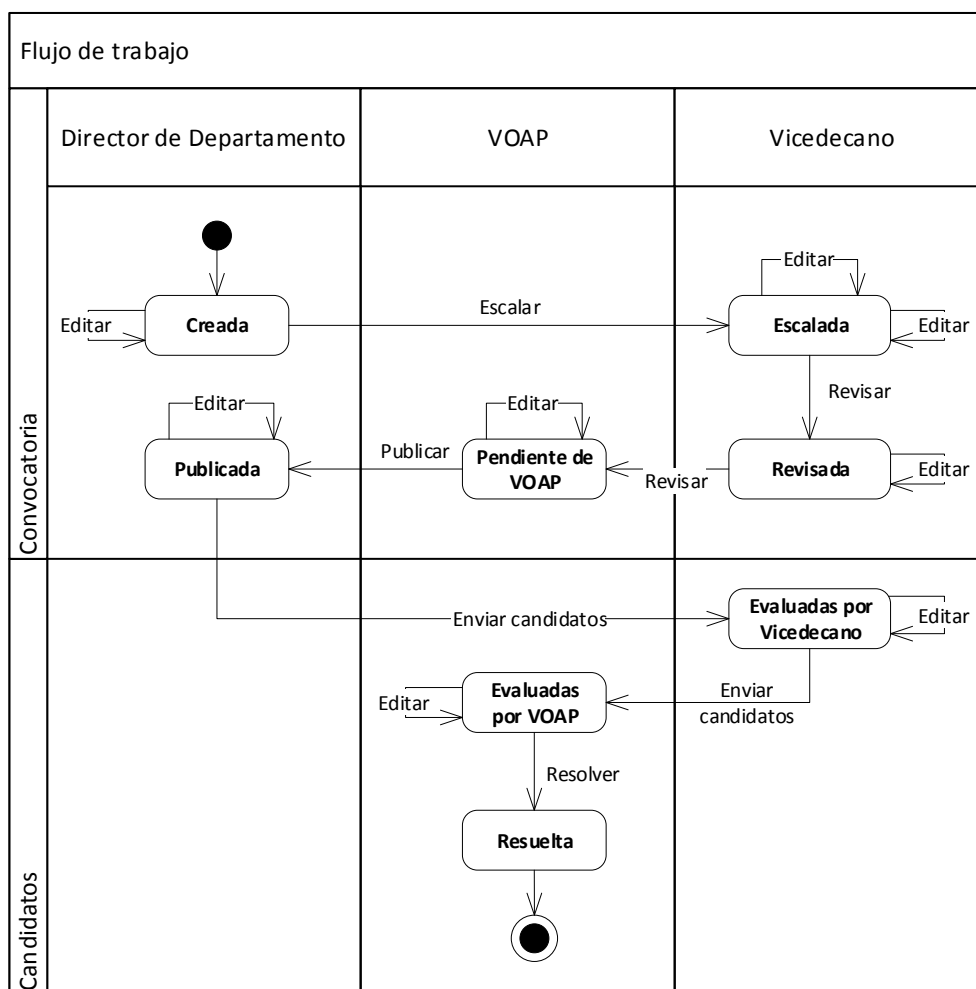 Flujo de trabajo
Director de Departamento
VOAP
Vicedecano
Convocatoria
Editar
Creada
Escalar
Editar
Escalada
Editar
Revisar
Editar
Publicada
Publicar
Editar
Pendiente de
VOAP
Revisar
Revisada
Editar
Candidatos
Enviar candidatos
Evaluadas por
Vicedecano
Editar
Editar
Evaluadas
por VOAP
Enviar
candidatos
Resolver
Resuelta